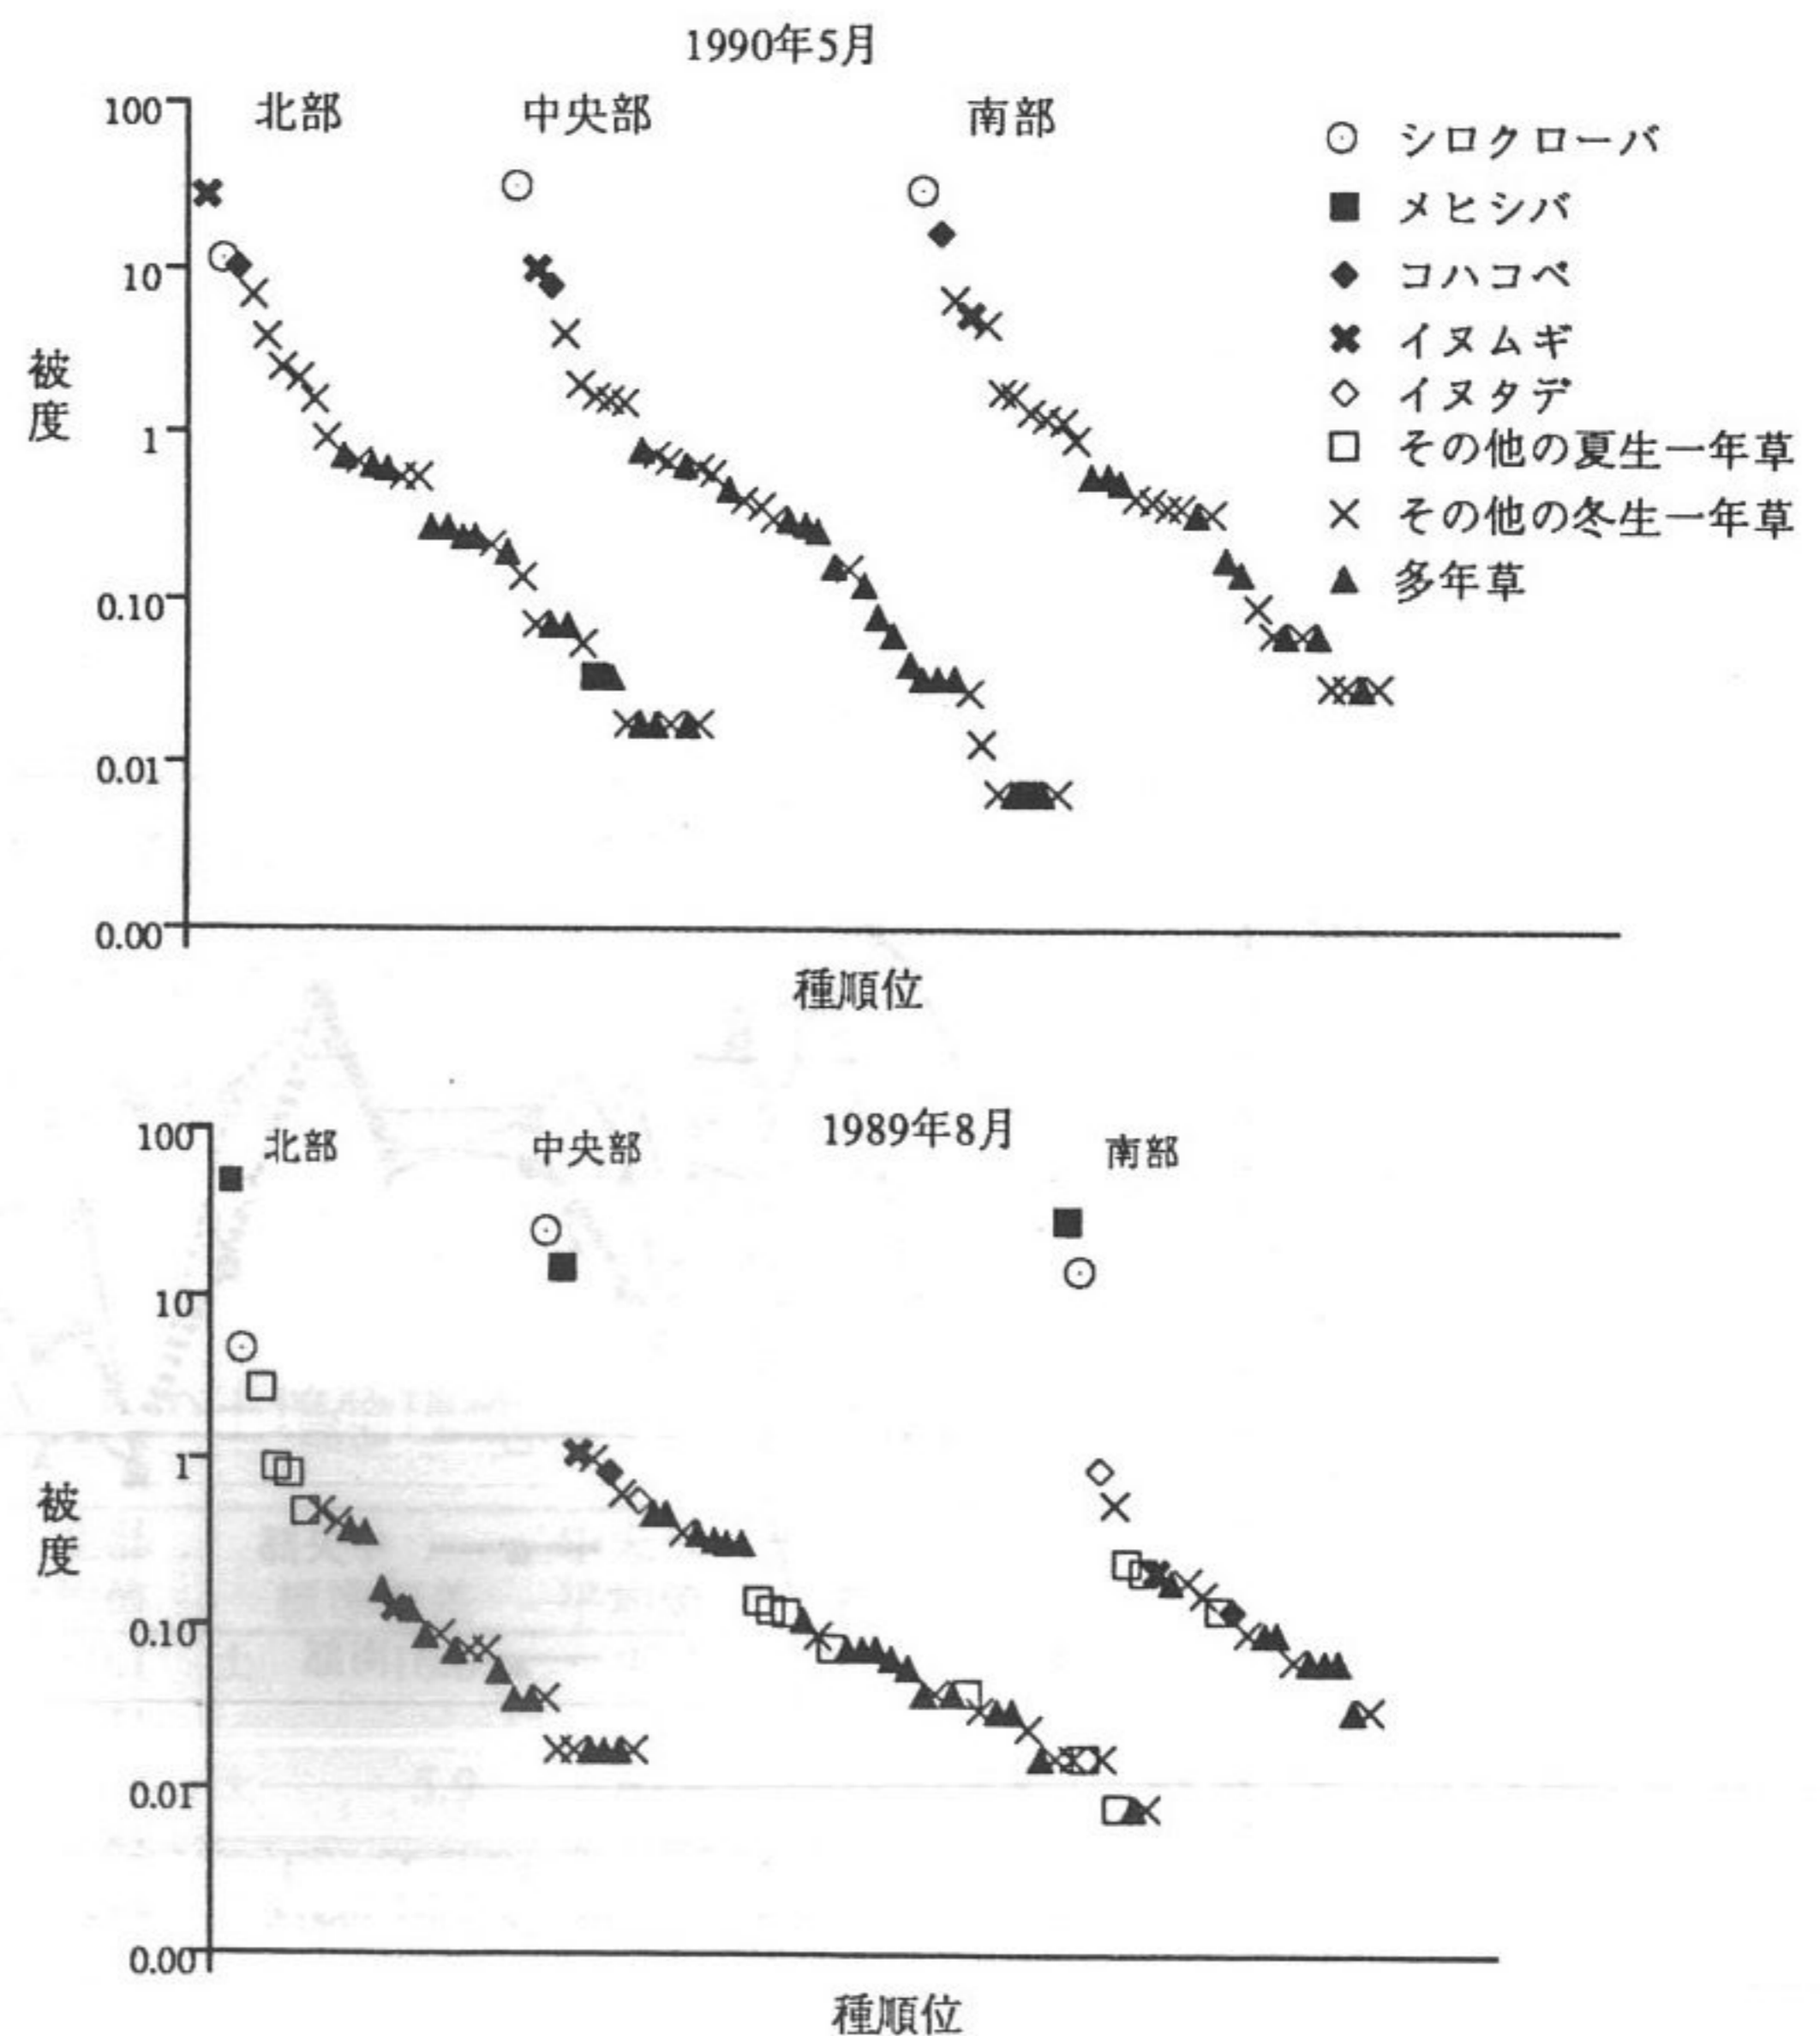 1990年5月
北部 中央部 南部
100
10
1
0.10
0.01
0.00
被度
種順位
シロクローバ
メヒシバ
コハコベ
イヌムギ
イヌタデ
その他の夏生一年草
その他の冬生一年草
多年草
1989年8月
北部 中央部 南部
100
10
1
0.10
0.01
0.00
被度
種順位